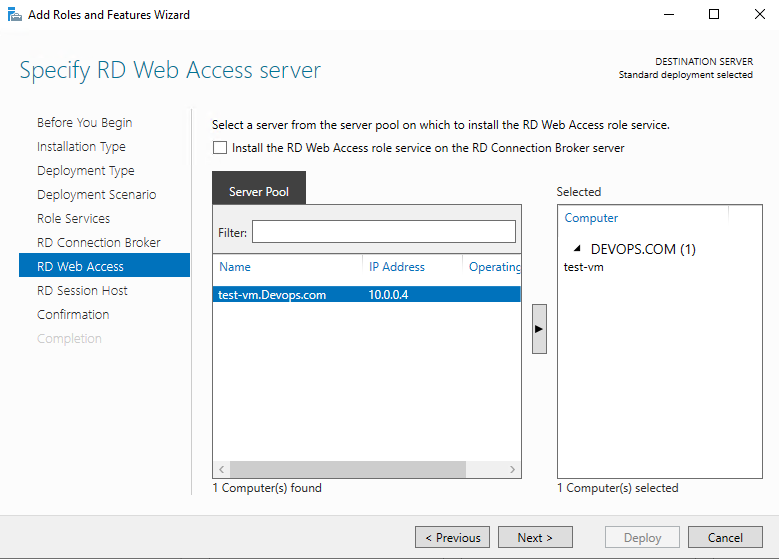 Add Roles and Features Wizard
Specify RD Web Access server
DESTINATION SERVER
Standard deployment selected
Before You Begin
Installation Type
Deployment Type
Deployment Scenario
Role Services
RD Connection Broker
RD Web Access
RD Session Host
Confirmation
Completion
Select a server from the server pool on which to install the RD Web Access role service.
Install the RD Web Access role service on the RD Connection Broker server
Server Pool
Filter:
Name IP Address Operating
test-vm.Devops.com 10.0.0.4
1 Computer(s) found
Selected
Computer
DEVOPS.COM (1)
test-vm
1 Computer(s) selected
< Previous Next > Deploy Cancel